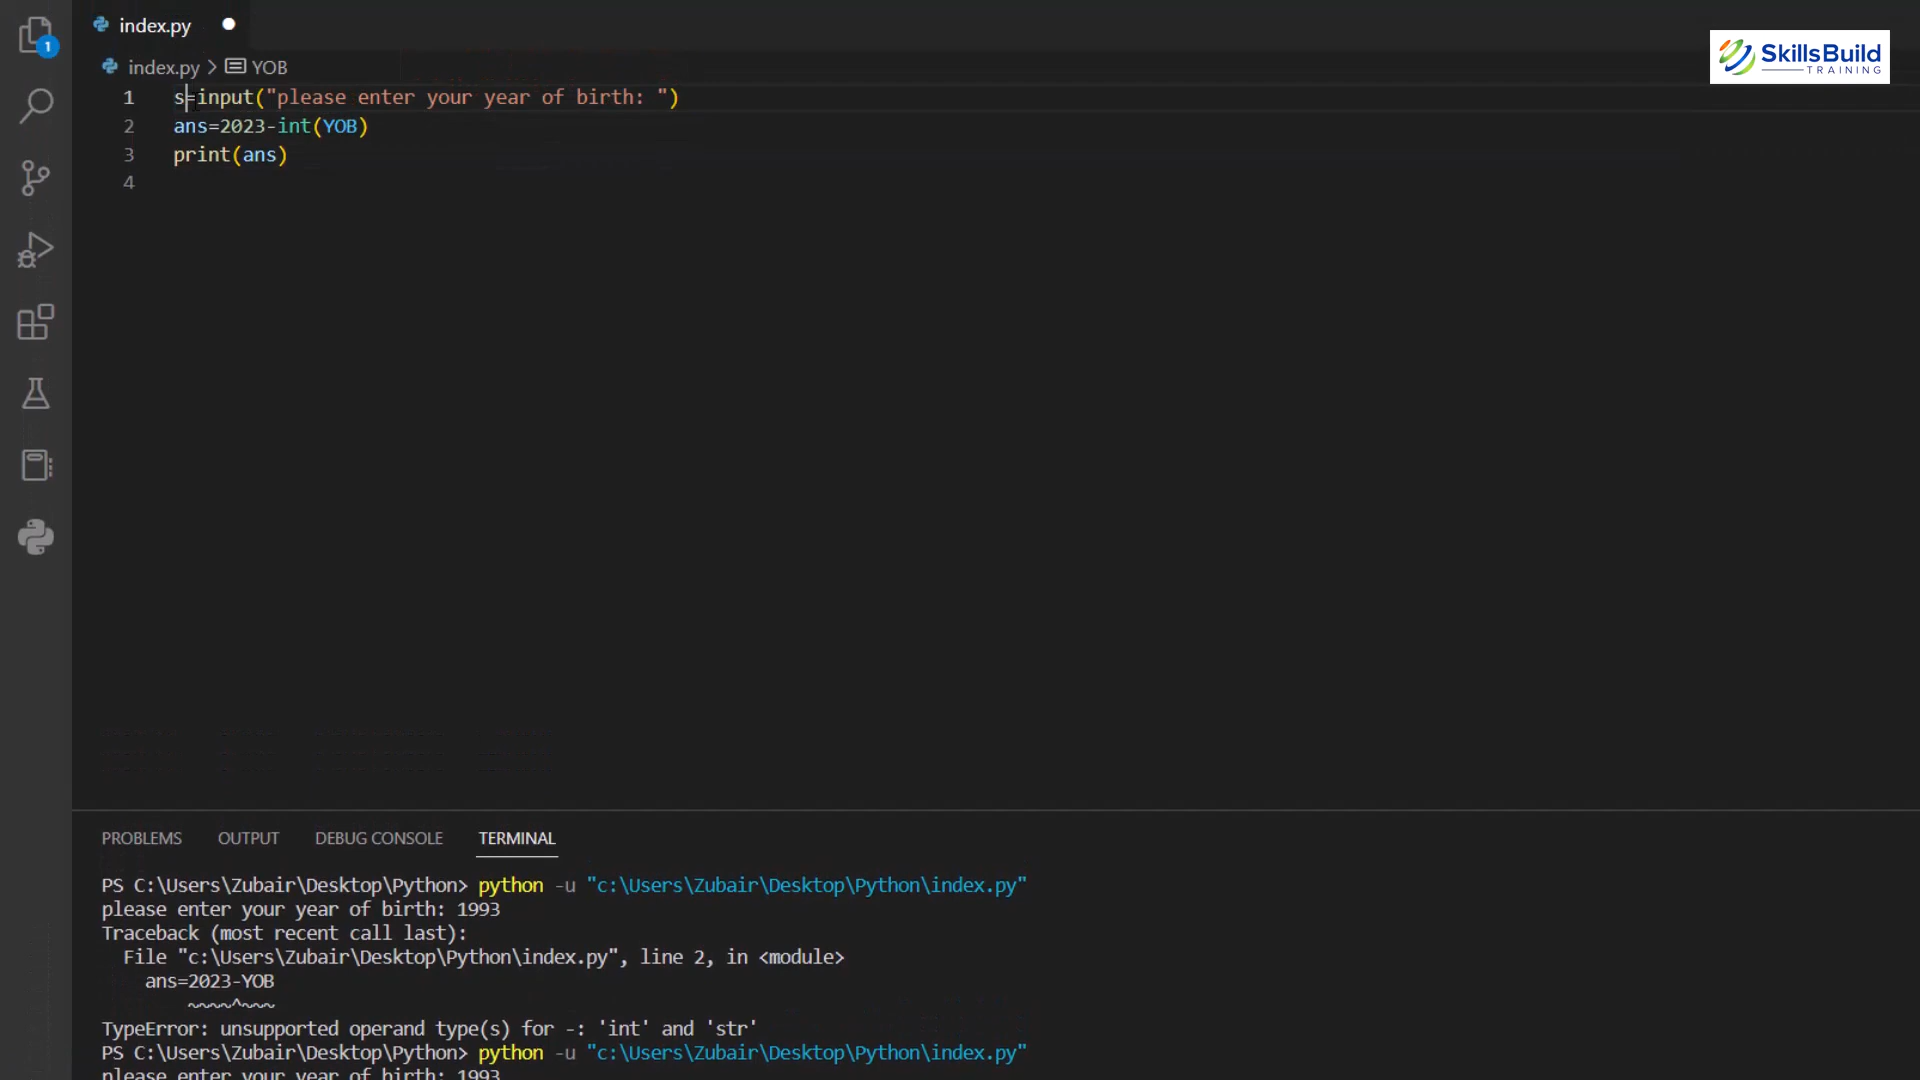 index.py
SkillsBuild
TRAINING
1
index.py > YOB
1 s=input("please enter your year of birth: ")
2 ans=2023-int(YOB)
3 print(ans)
4
PROBLEMS OUTPUT DEBUG CONSOLE TERMINAL
PS C:\Users\Zubair\Desktop\Python> python -u "c:\Users\Zubair\Desktop\Python\index.py"
please enter your year of birth: 1993
Traceback (most recent call last):
File "c:\Users\Zubair\Desktop\Python\index.py", line 2, in <module>
ans=2023-YOB
~~~~^~~~
TypeError: unsupported operand type(s) for -: 'int' and 'str'
PS C:\Users\Zubair\Desktop\Python> python -u "c:\Users\Zubair\Desktop\Python\index.py"
please enter your year of birth: 1993